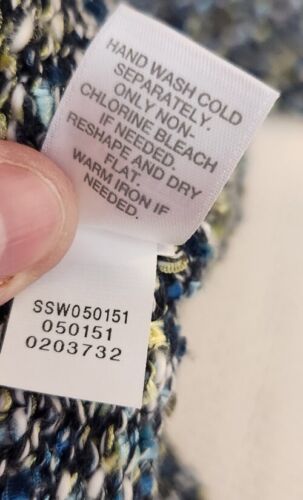 HAND WASH COLD
SEPARATELY.
ONLY NON-
CHLORINE BLEACH
IF NEEDED.
RESHAPE AND DRY
FLAT.
WARM IRON IF
NEEDED.
SSW050151
050151
0203732